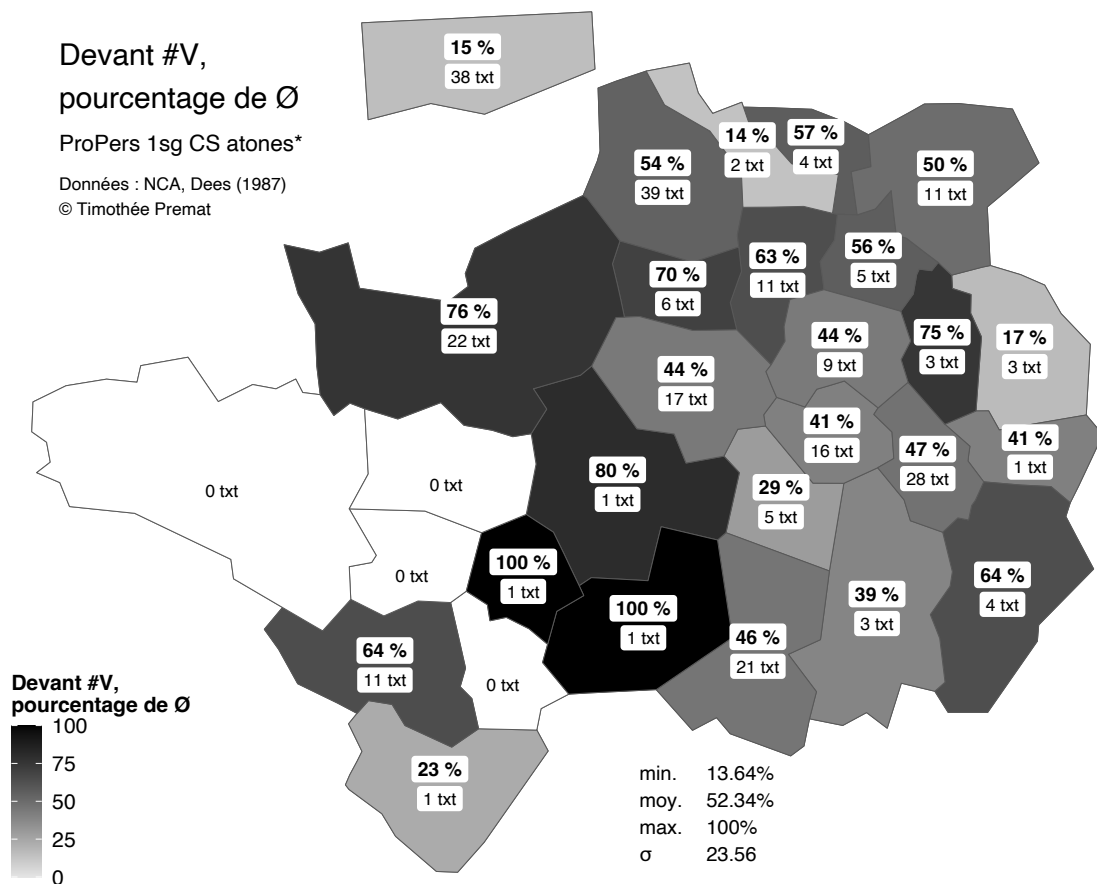 Devant #V,
pourcentage de Ø
ProPers 1sg CS atones*
Données : NCA, Dees (1987)
© Timothée Premat
15 %
38 txt
14 %
2 txt
57 %
4 txt
54 %
39 txt
50 %
11 txt
56 %
5 txt
63 %
11 txt
70 %
6 txt
76 %
22 txt
44 %
9 txt
75 %
3 txt
17 %
3 txt
44 %
17 txt
41 %
16 txt
47 %
28 txt
41 %
1 txt
80 %
1 txt
29 %
5 txt
0 txt
0 txt
0 txt
100 %
1 txt
100 %
1 txt
39 %
3 txt
64 %
4 txt
46 %
21 txt
64 %
11 txt
0 txt
23 %
1 txt
Devant #V,
pourcentage de Ø
100
75
50
25
0
min. 13.64%
moy. 52.34%
max. 100%
σ 23.56